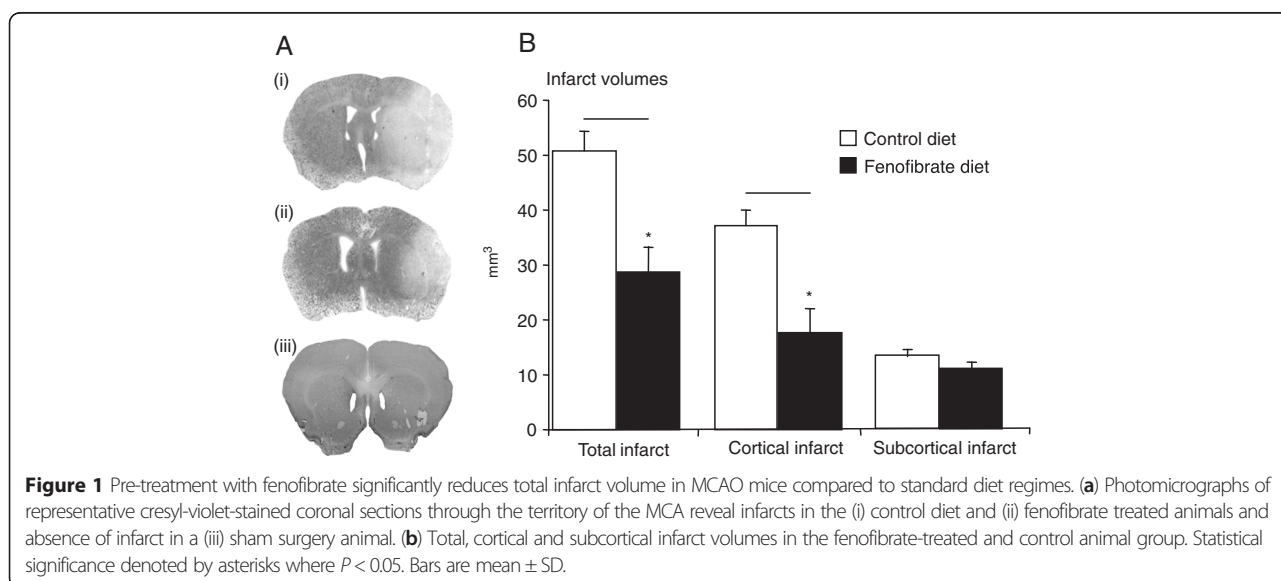 A
B
(i)
(ii)
(iii)
Infarct volumes
60
50
40
30
20
10
0
mm³
*
*
Control diet
Fenofibrate diet
Total infarct
Cortical infarct
Subcortical infarct
Figure 1 Pre-treatment with fenofibrate significantly reduces total infarct volume in MCAO mice compared to standard diet regimes. (a) Photomicrographs of
representative cresyl-violet-stained coronal sections through the territory of the MCA reveal infarcts in the (i) control diet and (ii) fenofibrate treated animals and
absence of infarct in a (iii) sham surgery animal. (b) Total, cortical and subcortical infarct volumes in the fenofibrate-treated and control animal group. Statistical
significance denoted by asterisks where P < 0.05. Bars are mean ± SD.